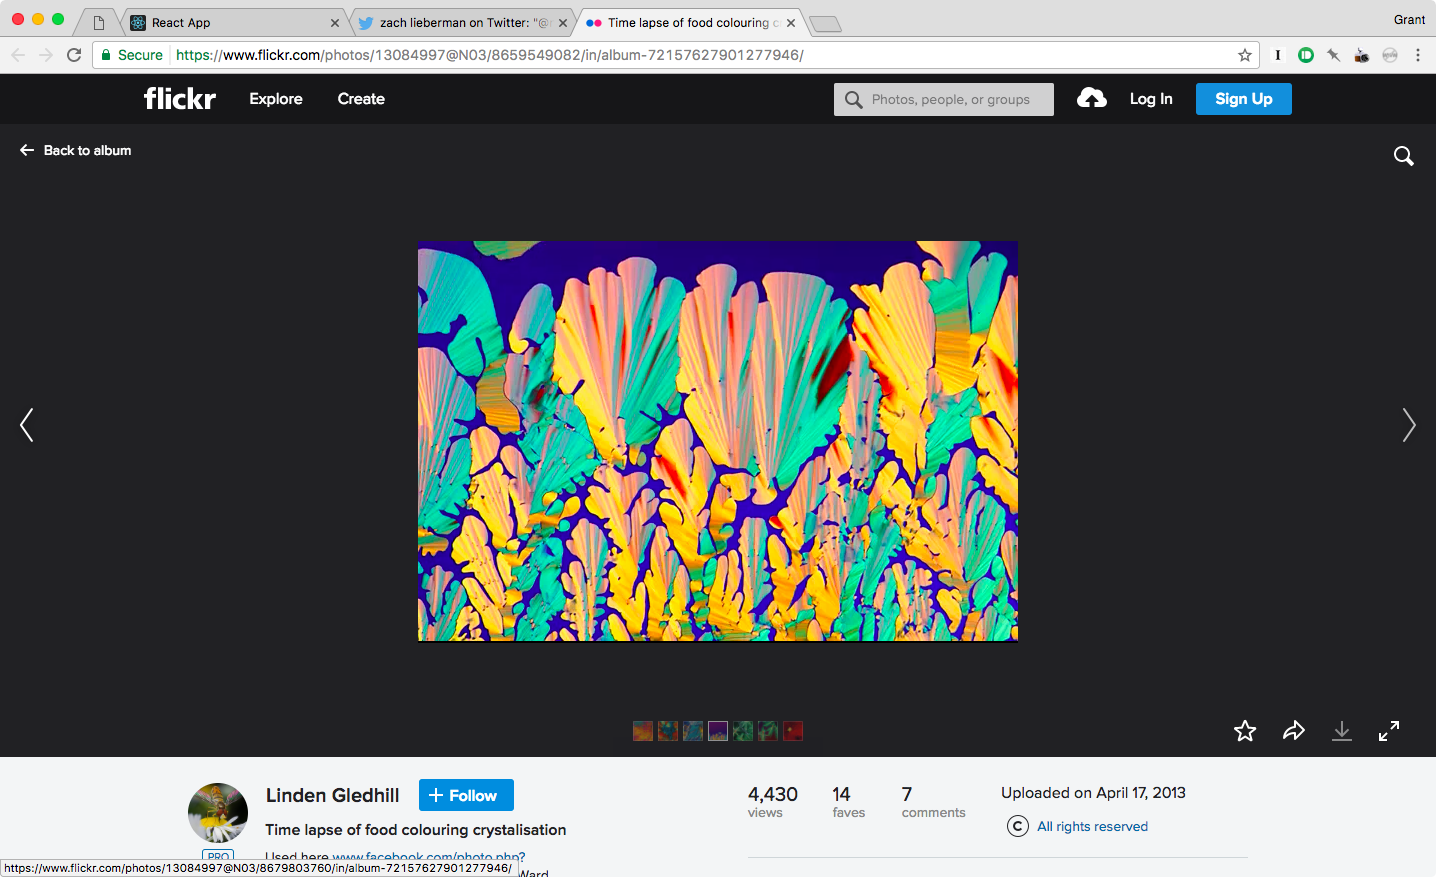 React App
zach lieberman on Twitter: "@
Time lapse of food colouring c
Grant
Secure
https://www.flickr.com/photos/13084997@N03/8659549082/in/album-72157627901277946/
flickr
Explore
Create
Photos, people, or groups
Log In
Sign Up
Back to album
Linden Gledhill
+ Follow
Time lapse of food colouring crystalisation
PRO
Used here www.facebook.com/photo.php?
Ward
4,430
views
14
faves
7
comments
Uploaded on April 17, 2013
All rights reserved
https://www.flickr.com/photos/13084997@N03/8679803760/in/album-72157627901277946/